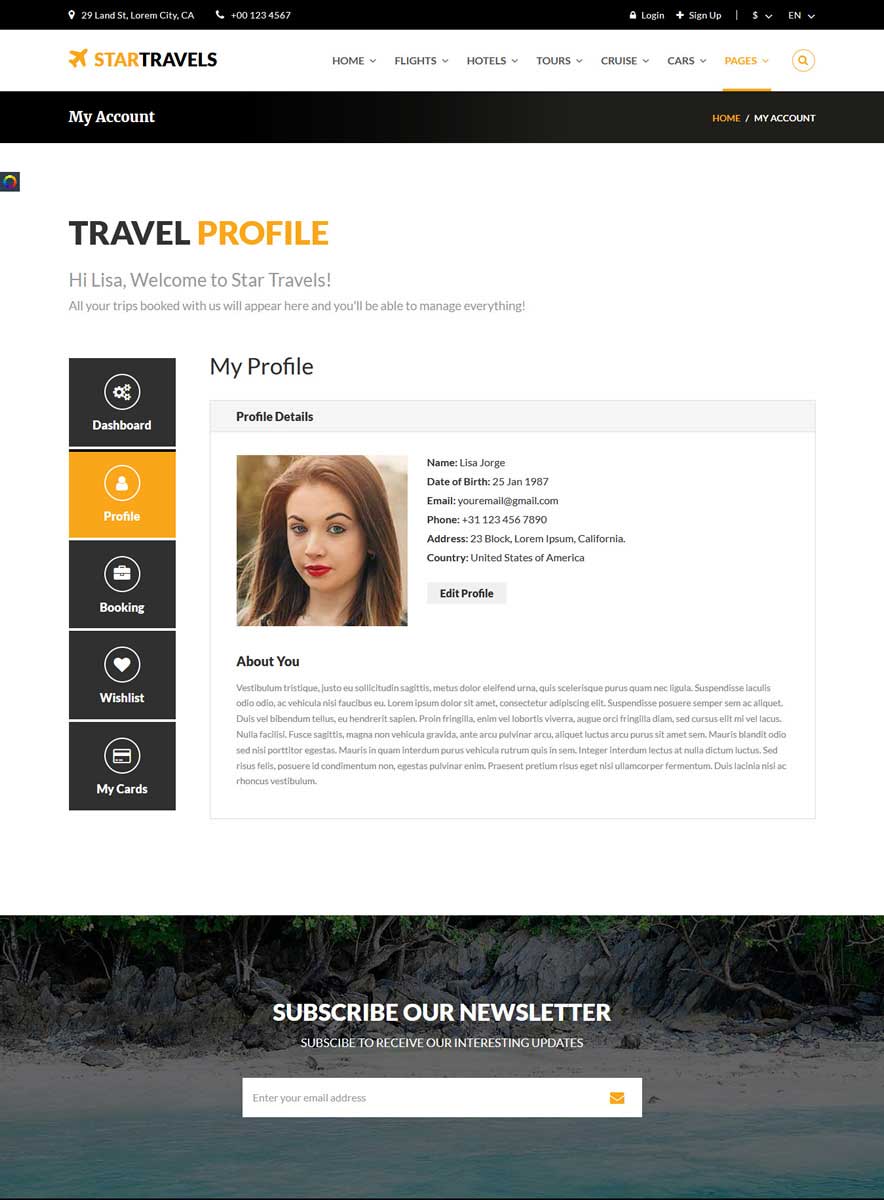 29 Land St, Lorem City, CA +00 123 4567 Login Sign Up | $ EN
STARTRAVELS HOME FLIGHTS HOTELS TOURS CRUISE CARS PAGES
My Account HOME / MY ACCOUNT
TRAVEL PROFILE
Hi Lisa, Welcome to Star Travels!
All your trips booked with us will appear here and you'll be able to manage everything!
Dashboard
Profile
Booking
Wishlist
My Cards
My Profile
Profile Details
Name: Lisa Jorge
Date of Birth: 25 Jan 1987
Email: youremail@gmail.com
Phone: +31 123 456 7890
Address: 23 Block, Lorem Ipsum, California.
Country: United States of America
Edit Profile
About You
Vestibulum tristique, justo eu sollicitudin sagittis, metus dolor eleifend urna, quis scelerisque purus quam nec ligula. Suspendisse iaculis
odio odio, ac vehicula nisi faucibus eu. Lorem ipsum dolor sit amet, consectetur adipiscing elit. Suspendisse posuere semper sem ac aliquet.
Duis vel bibendum tellus, eu hendrerit sapien. Proin fringilla, enim vel lobortis viverra, augue orci fringilla diam, sed cursus elit mi vel lacus.
Nulla facilisi. Fusce sagittis, magna non vehicula gravida, ante arcu pulvinar arcu, aliquet luctus arcu purus sit amet sem. Mauris blandit odio
sed nisi porttitor egestas. Mauris in quam interdum purus vehicula rutrum quis in sem. Integer interdum lectus at nulla dictum luctus. Sed
risus felis, posuere id condimentum non, egestas pulvinar enim. Praesent pretium risus eget nisi ullamcorper fermentum. Duis lacinia nisi ac
rhoncus vestibulum.
SUBSCRIBE OUR NEWSLETTER
SUBSCIBE TO RECEIVE OUR INTERESTING UPDATES
Enter your email address